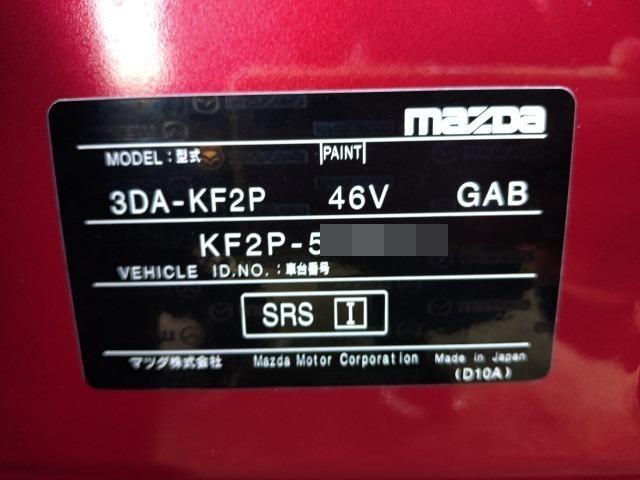 mazda
MODEL：型式 PAINT
3DA-KF2P 46V GAB
KF2P-5
VEHICLE ID.NO.：車台番号
SRS I
マツダ株式会社 Mazda Motor Corporation Made in Japan
(D10A)